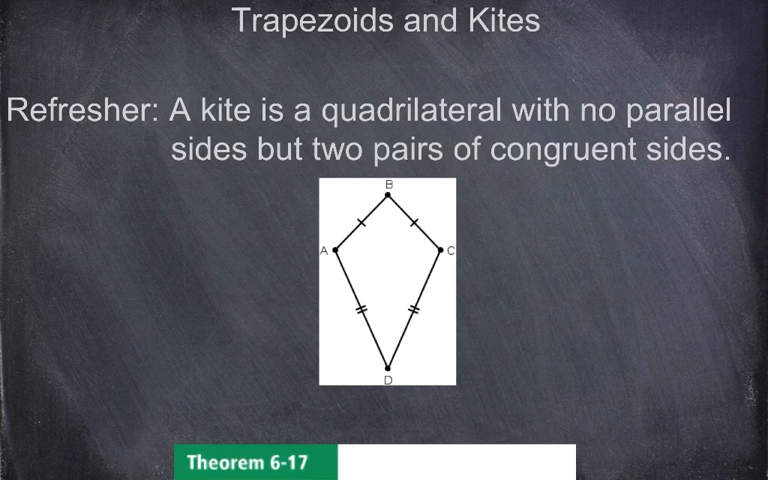 Trapezoids and Kites
Refresher: A kite is a quadrilateral with no parallel
sides but two pairs of congruent sides.
B
A
C
D
Theorem 6-17